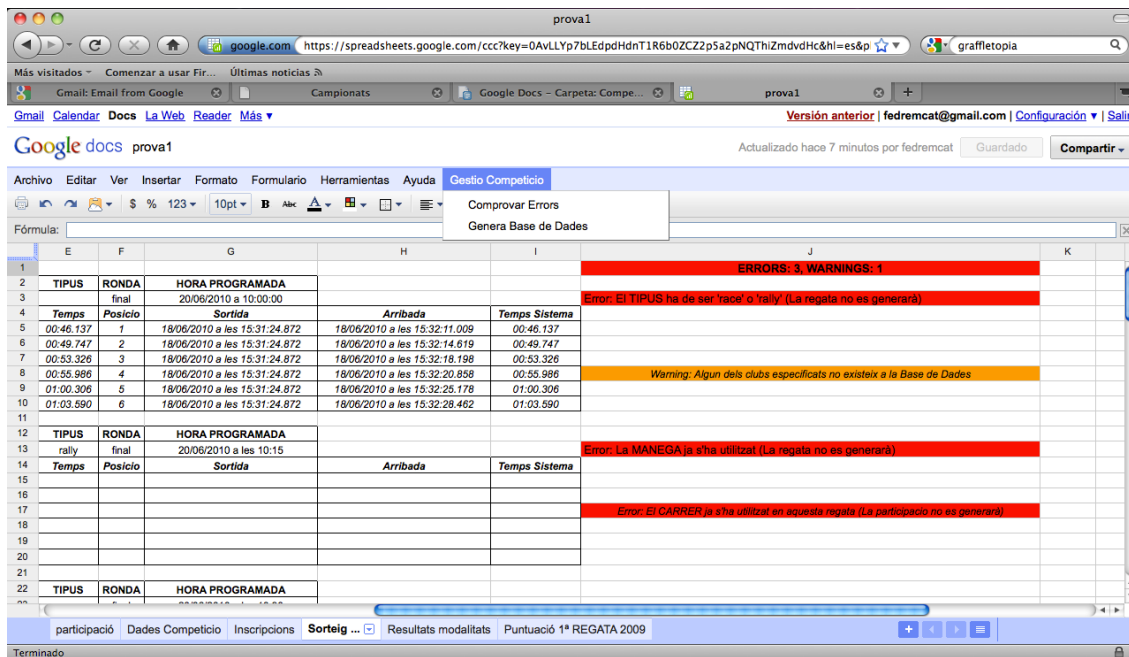 prova1
google.com https://spreadsheets.google.com/ccc?key=0AvLLYp7bLEdpdHdnT1R6b0ZCZ2p5a2pNQThiZmdvdHc&hl=es&p graffletopia
Más visitados Comenzar a usar Fir... Últimas noticias
Gmail: Email from Google Campionats Google Docs – Carpeta: Compe... prova1
Gmail Calendar Docs La Web Reader Más Versión anterior | fedremcat@gmail.com | Configuración | Sali
Google docs prova1 Actualizado hace 7 minutos por fedremcat Guardado Compartir
Archivo Editar Ver Insertar Formato Formulario Herramientas Ayuda Gestio Competicio
$ % 123 10pt B Abc A Comprovar Errors
Genera Base de Dades
Fórmula:
E F G H I J K
1 ERRORS: 3, WARNINGS: 1
2 TIPUS RONDA HORA PROGRAMADA
3 final 20/06/2010 a 10:00:00 Error: El TIPUS ha de ser 'race' o 'rally' (La regata no es generarà)
4 Temps Posicio Sortida Arribada Temps Sistema
5 00:46.137 1 18/06/2010 a les 15:31:24.872 18/06/2010 a les 15:32:11.009 00:46.137
6 00:49.747 2 18/06/2010 a les 15:31:24.872 18/06/2010 a les 15:32:14.619 00:49.747
7 00:53.326 3 18/06/2010 a les 15:31:24.872 18/06/2010 a les 15:32:18.198 00:53.326
8 00:55.986 4 18/06/2010 a les 15:31:24.872 18/06/2010 a les 15:32:20.858 00:55.986 Warning: Algun dels clubs especificats no existeix a la Base de Dades
9 01:00.306 5 18/06/2010 a les 15:31:24.872 18/06/2010 a les 15:32:25.178 01:00.306
10 01:03.590 6 18/06/2010 a les 15:31:24.872 18/06/2010 a les 15:32:28.462 01:03.590
11
12 TIPUS RONDA HORA PROGRAMADA
13 rally final 20/06/2010 a les 10:15 Error: La MANEGA ja s'ha utilitzat (La regata no es generarà)
14 Temps Posicio Sortida Arribada Temps Sistema
15
16
17 Error: El CARRER ja s'ha utilitzat en aquesta regata (La participacio no es generarà)
18
19
20
21
22 TIPUS RONDA HORA PROGRAMADA
participació Dades Competicio Inscripcions Sorteig ... Resultats modalitats Puntuació 1ª REGATA 2009
Terminado